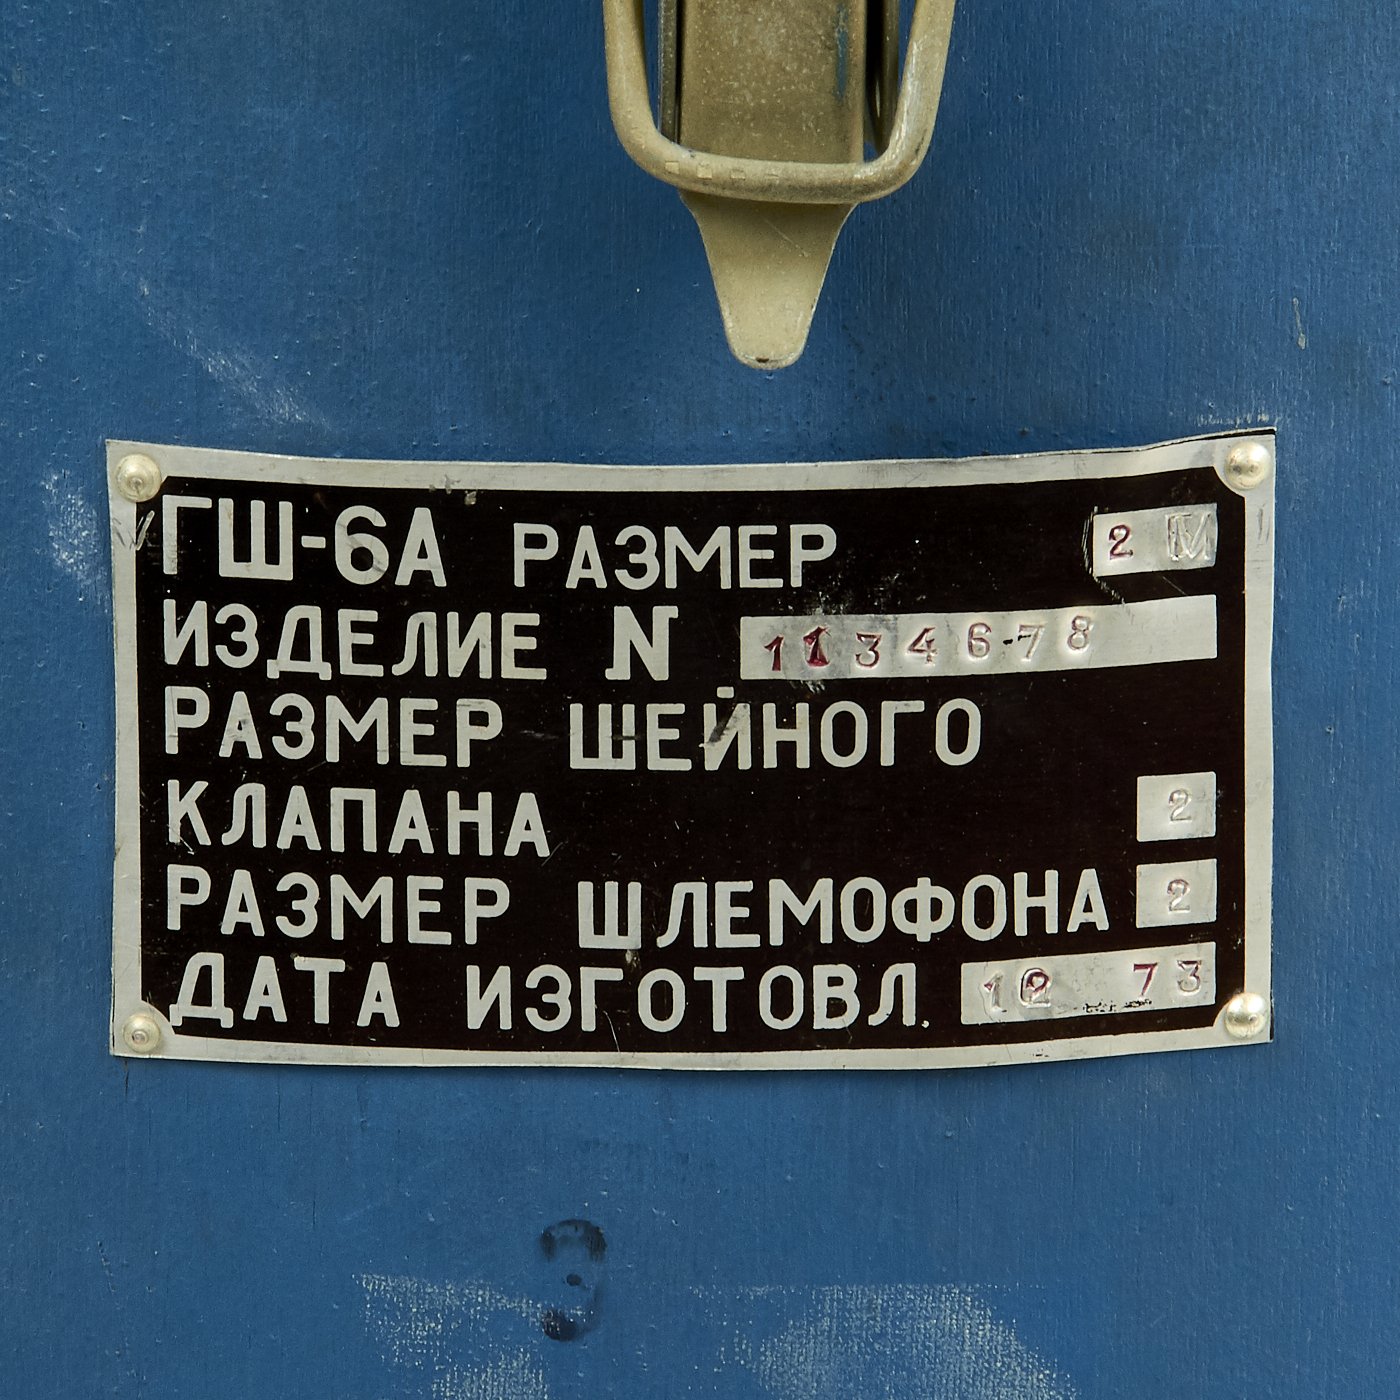 ГШ-6А РАЗМЕР 2 М
ИЗДЕЛИЕ N 1134678
РАЗМЕР ШЕЙНОГО
КЛАПАНА 2
РАЗМЕР ШЛЕМОФОНА 2
ДАТА ИЗГОТОВЛ. 12 73